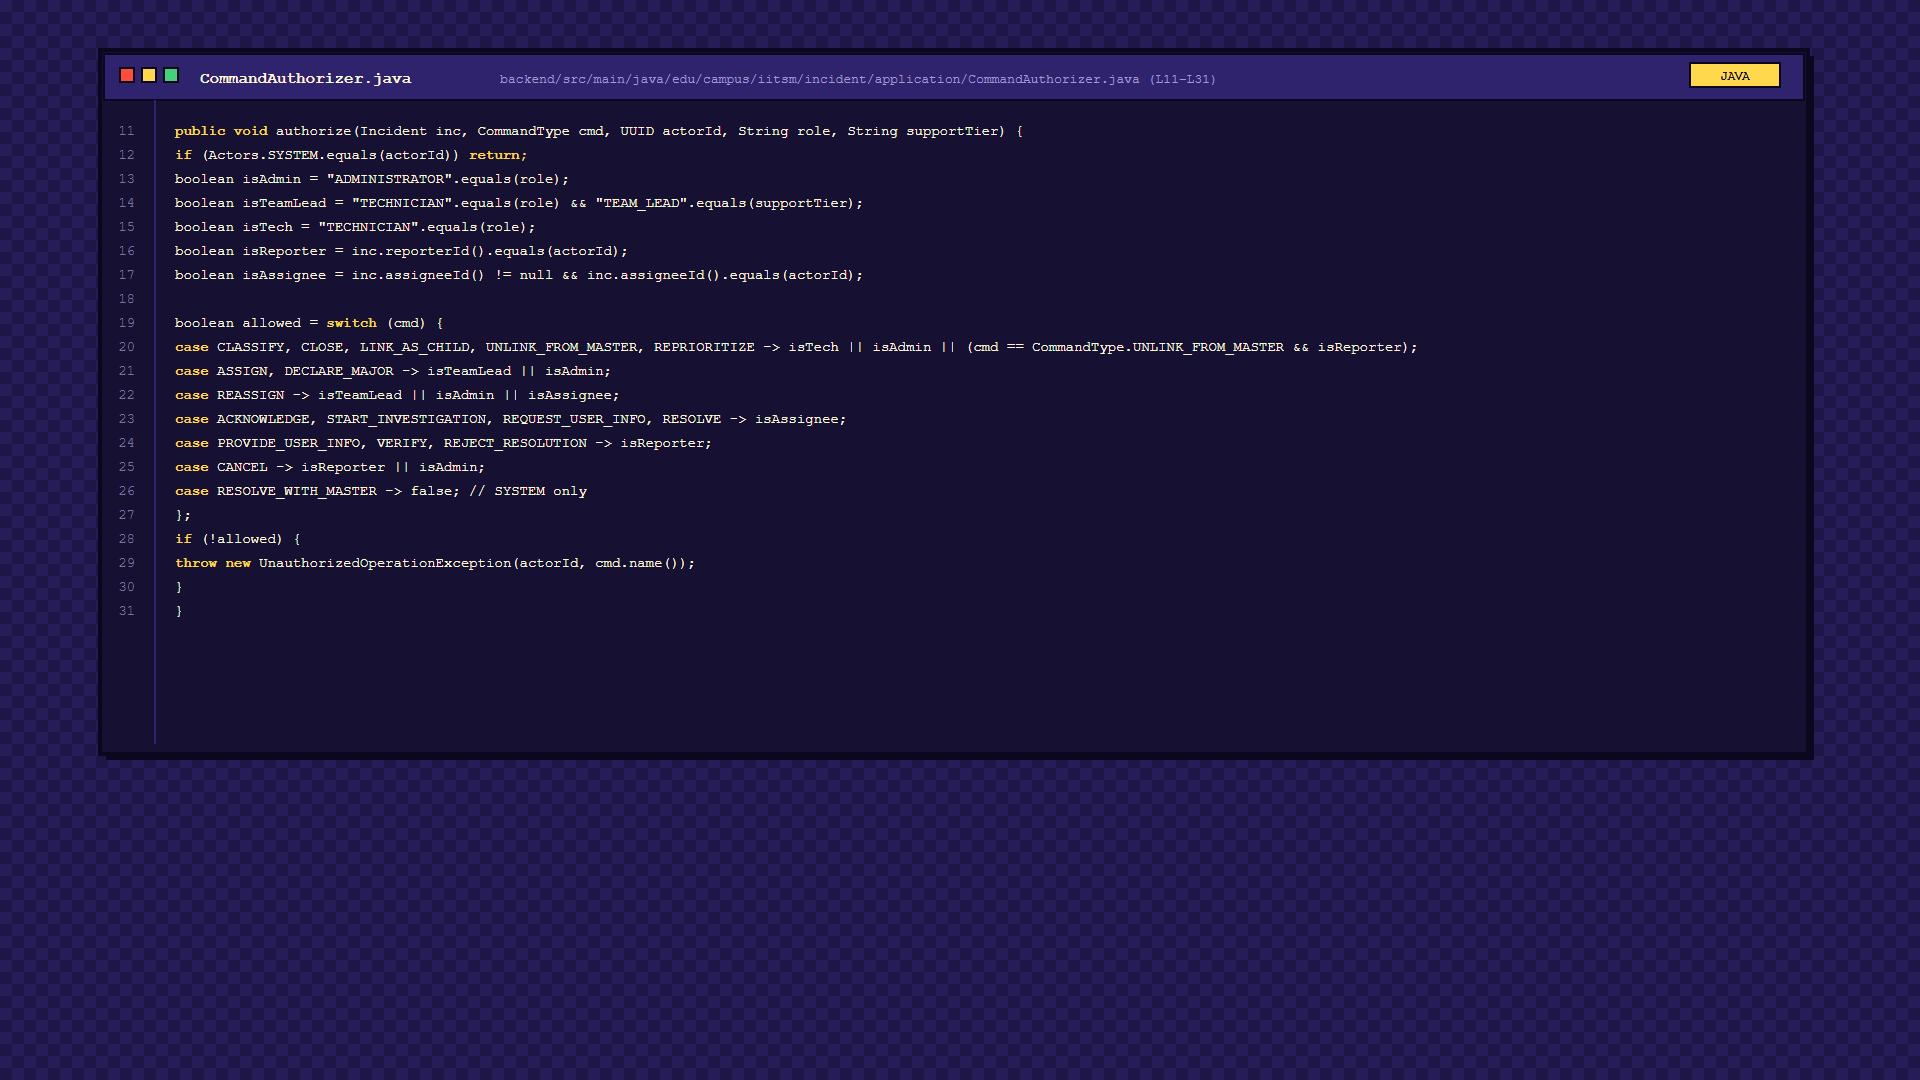 CommandAuthorizer.java backend/src/main/java/edu/campus/iitsm/incident/application/CommandAuthorizer.java (L11-L31) JAVA
11 public void authorize(Incident inc, CommandType cmd, UUID actorId, String role, String supportTier) {
12 if (Actors.SYSTEM.equals(actorId)) return;
13 boolean isAdmin = "ADMINISTRATOR".equals(role);
14 boolean isTeamLead = "TECHNICIAN".equals(role) && "TEAM_LEAD".equals(supportTier);
15 boolean isTech = "TECHNICIAN".equals(role);
16 boolean isReporter = inc.reporterId().equals(actorId);
17 boolean isAssignee = inc.assigneeId() != null && inc.assigneeId().equals(actorId);
18
19 boolean allowed = switch (cmd) {
20 case CLASSIFY, CLOSE, LINK_AS_CHILD, UNLINK_FROM_MASTER, REPRIORITIZE -> isTech || isAdmin || (cmd == CommandType.UNLINK_FROM_MASTER && isReporter);
21 case ASSIGN, DECLARE_MAJOR -> isTeamLead || isAdmin;
22 case REASSIGN -> isTeamLead || isAdmin || isAssignee;
23 case ACKNOWLEDGE, START_INVESTIGATION, REQUEST_USER_INFO, RESOLVE -> isAssignee;
24 case PROVIDE_USER_INFO, VERIFY, REJECT_RESOLUTION -> isReporter;
25 case CANCEL -> isReporter || isAdmin;
26 case RESOLVE_WITH_MASTER -> false; // SYSTEM only
27 };
28 if (!allowed) {
29 throw new UnauthorizedOperationException(actorId, cmd.name());
30 }
31 }